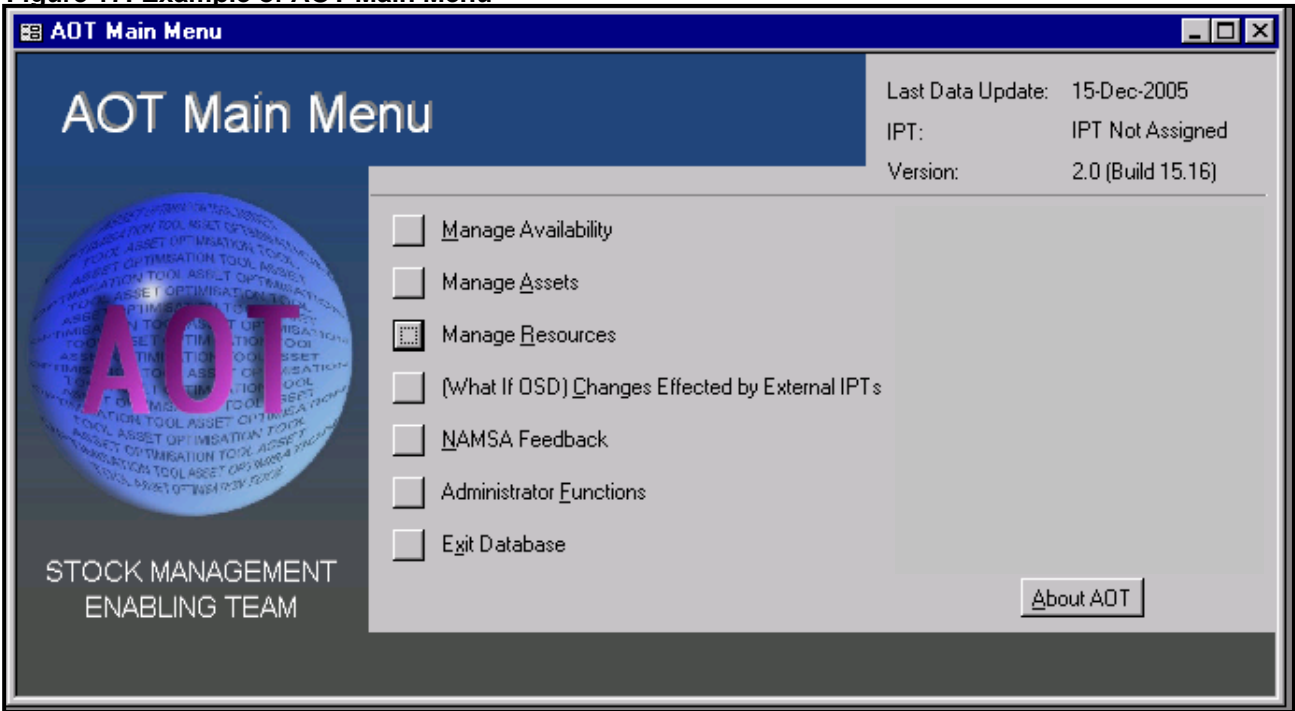 AOT Main Menu
AOT Main Menu
Last Data Update: 15-Dec-2005
IPT: IPT Not Assigned
Version: 2.0 (Build 15.16)
Manage Availability
Manage Assets
Manage Resources
(What If OSD) Changes Effected by External IPTs
NAMSA Feedback
Administrator Functions
Exit Database
AOT
STOCK MANAGEMENT
ENABLING TEAM
About AOT